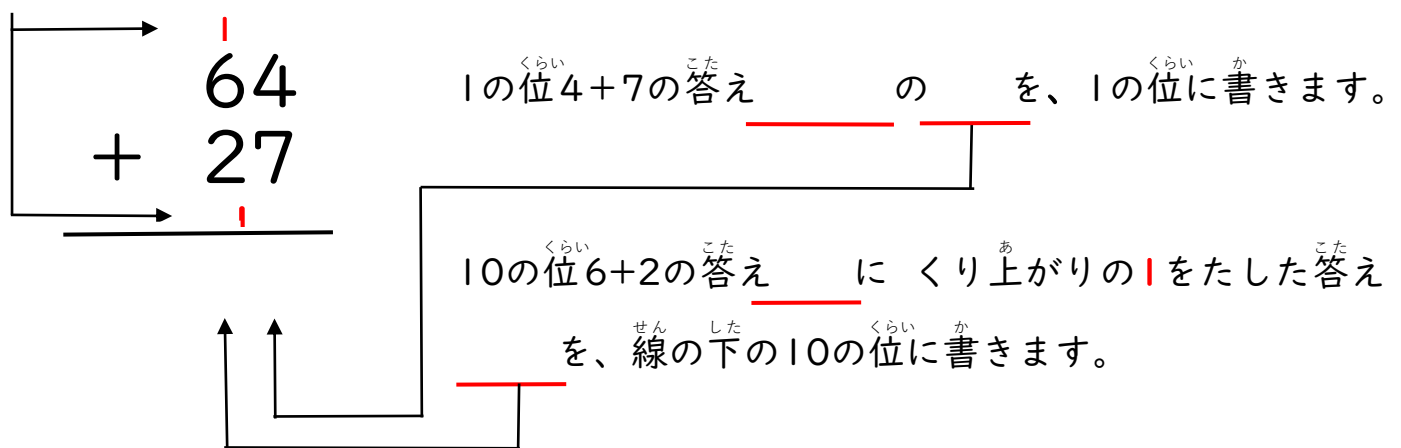 1
64
+ 27
1
1の位4+7の答え の を、1の位に書きます。
10の位6+2の答え に くり上がりの1をたした答え
を、線の下の10の位に書きます。